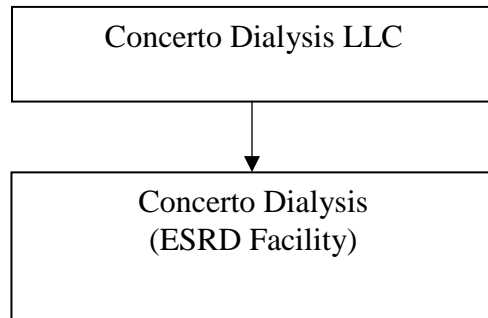 Concerto Dialysis LLC
Concerto Dialysis
(ESRD Facility)